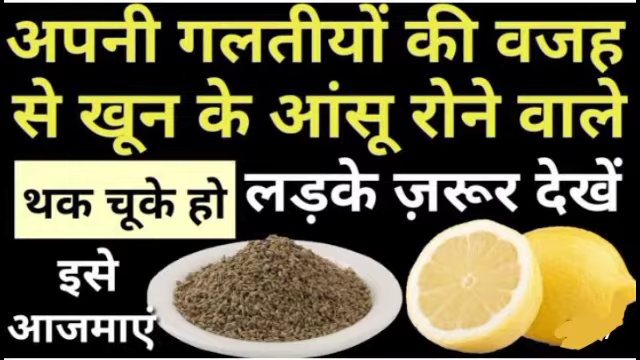 अपनी गलतीयों की वजह
से खून के आंसू रोने वाले
थक चूके हो लड़के ज़रूर देखें
इसे
आजमाएं